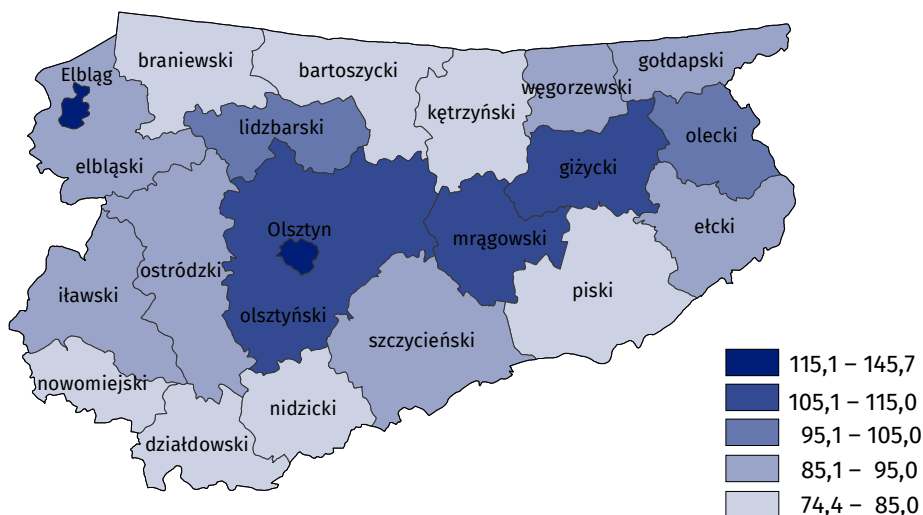 gołdapski
braniewski
bartoszycki
Elbląg
węgorzewski
kętrzyński
lidzbarski
olecki
elbląski
giżycki
Olsztyn
ełcki
mrągowski
ostródzki
iławski
piski
olsztyński
szczycieński
nowomiejski
nidzicki
działdowski
115,1 – 145,7
105,1 – 115,0
95,1 – 105,0
85,1 – 95,0
74,4 – 85,0